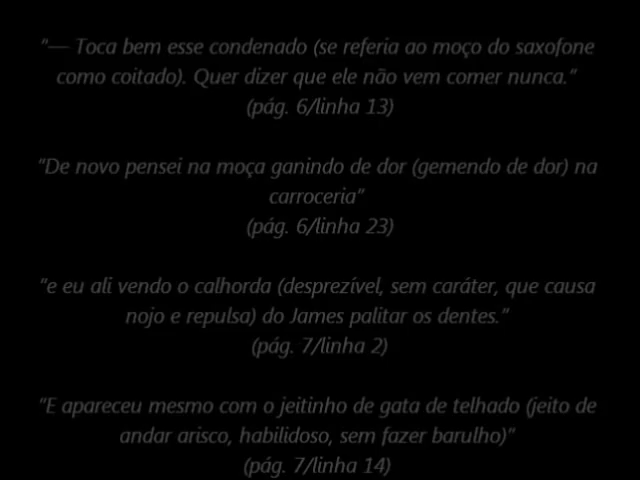 "— Toca bem esse condenado (se referia ao moço do saxofone
como coitado). Quer dizer que ele não vem comer nunca."
(pág. 6/linha 13)
"De novo pensei na moça ganindo de dor (gemendo de dor) na
carroceria"
(pág. 6/linha 23)
"e eu ali vendo o calhorda (desprezível, sem caráter, que causa
nojo e repulsa) do James palitar os dentes."
(pág. 7/linha 2)
"E apareceu mesmo com o jeitinho de gata de telhado (jeito de
andar arisco, habilidoso, sem fazer barulho)"
(pág. 7/linha 14)